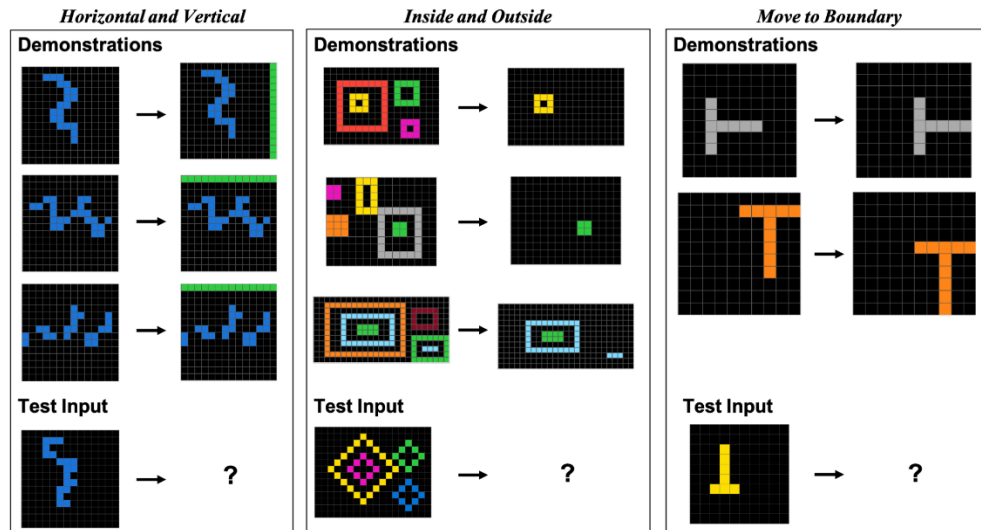 Horizontal and Vertical
Demonstrations
Test Input
?
Inside and Outside
Demonstrations
Test Input
?
Move to Boundary
Demonstrations
Test Input
?